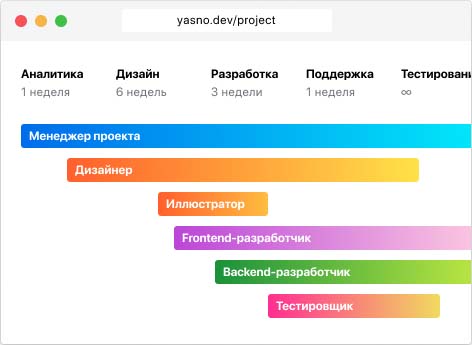 yasno.dev/project
Аналитика Дизайн Разработка Поддержка Тестировани
1 неделя 6 недель 3 недели 1 неделя ∞
Менеджер проекта
Дизайнер
Иллюстратор
Frontend-разработчик
Backend-разработчик
Тестировщик